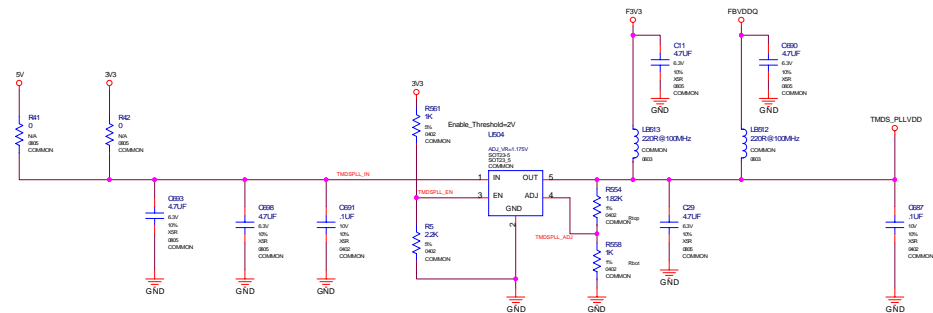 F3V3
FBVDDQ
C11
4.7UF
6.3V
10%
X5R
0805
COMMON
GND
C690
4.7UF
6.3V
10%
X5R
0805
COMMON
GND
5V
3V3
3V3
R41
0
N/A
0805
COMMON
R42
0
N/A
0805
COMMON
R561
1K
5%
0402
COMMON
Enable_Threshold=2V
U504
ADJ_VR=1.175V
SOT23-5
SOT23_5
COMMON
LB513
220R@100MHz
COMMON
0603
LB512
220R@100MHz
COMMON
0603
TMDS_PLLVDD
TMDSPLL_IN
1
IN
OUT
5
TMDSPLL_EN
3
EN
ADJ
4
GND
2
TMDSPLL_ADJ
C693
4.7UF
6.3V
10%
X5R
0805
COMMON
GND
C698
4.7UF
6.3V
10%
X5R
0805
COMMON
GND
C691
.1UF
10V
10%
X5R
0402
COMMON
GND
R5
2.2K
5%
0402
COMMON
GND
R554
1.82K
1%
0402
COMMON
Rtop
R558
1K
1%
0402
COMMON
Rbot
GND
C29
4.7UF
6.3V
10%
X5R
0805
COMMON
GND
C687
.1UF
10V
10%
X5R
0402
COMMON
GND